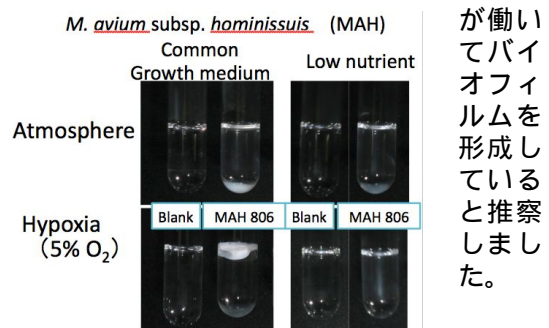 M. avium subsp. hominissuis (MAH)
Common
Growth medium
Low nutrient
Atmosphere
Blank
MAH 806
Blank
MAH 806
Hypoxia
（5% O₂）
が働い
てバイ
オフィ
ルムを
形成し
ている
と推察
しまし
た。